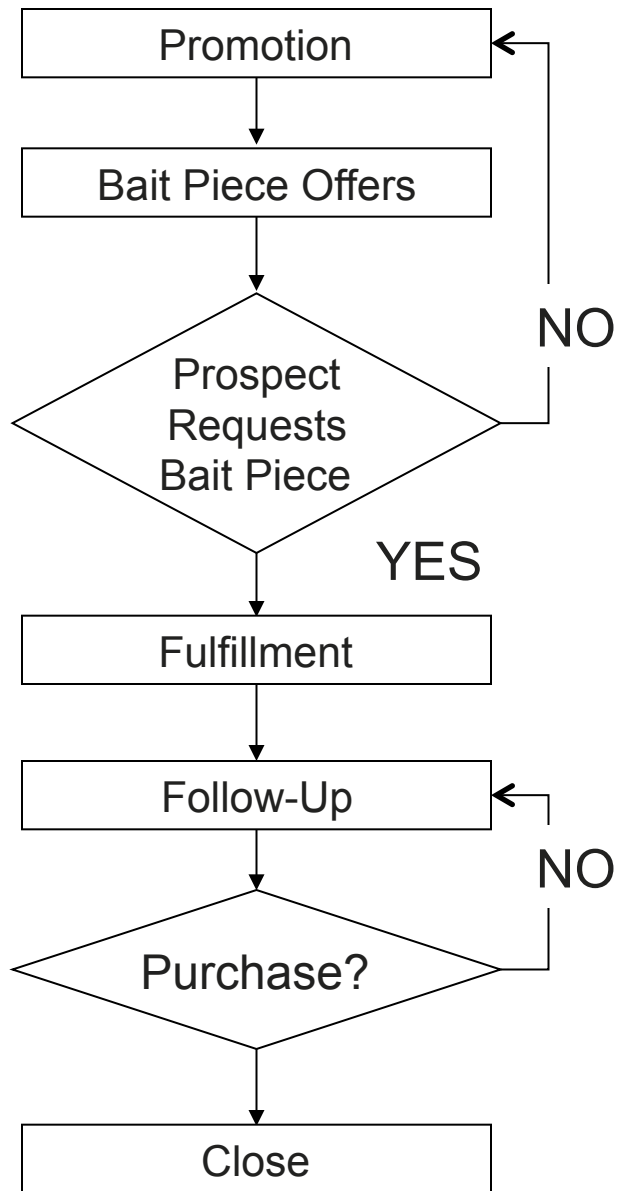 Promotion
Bait Piece Offers
NO
Prospect
Requests
Bait Piece
YES
Fulfillment
Follow-Up
NO
Purchase?
Close